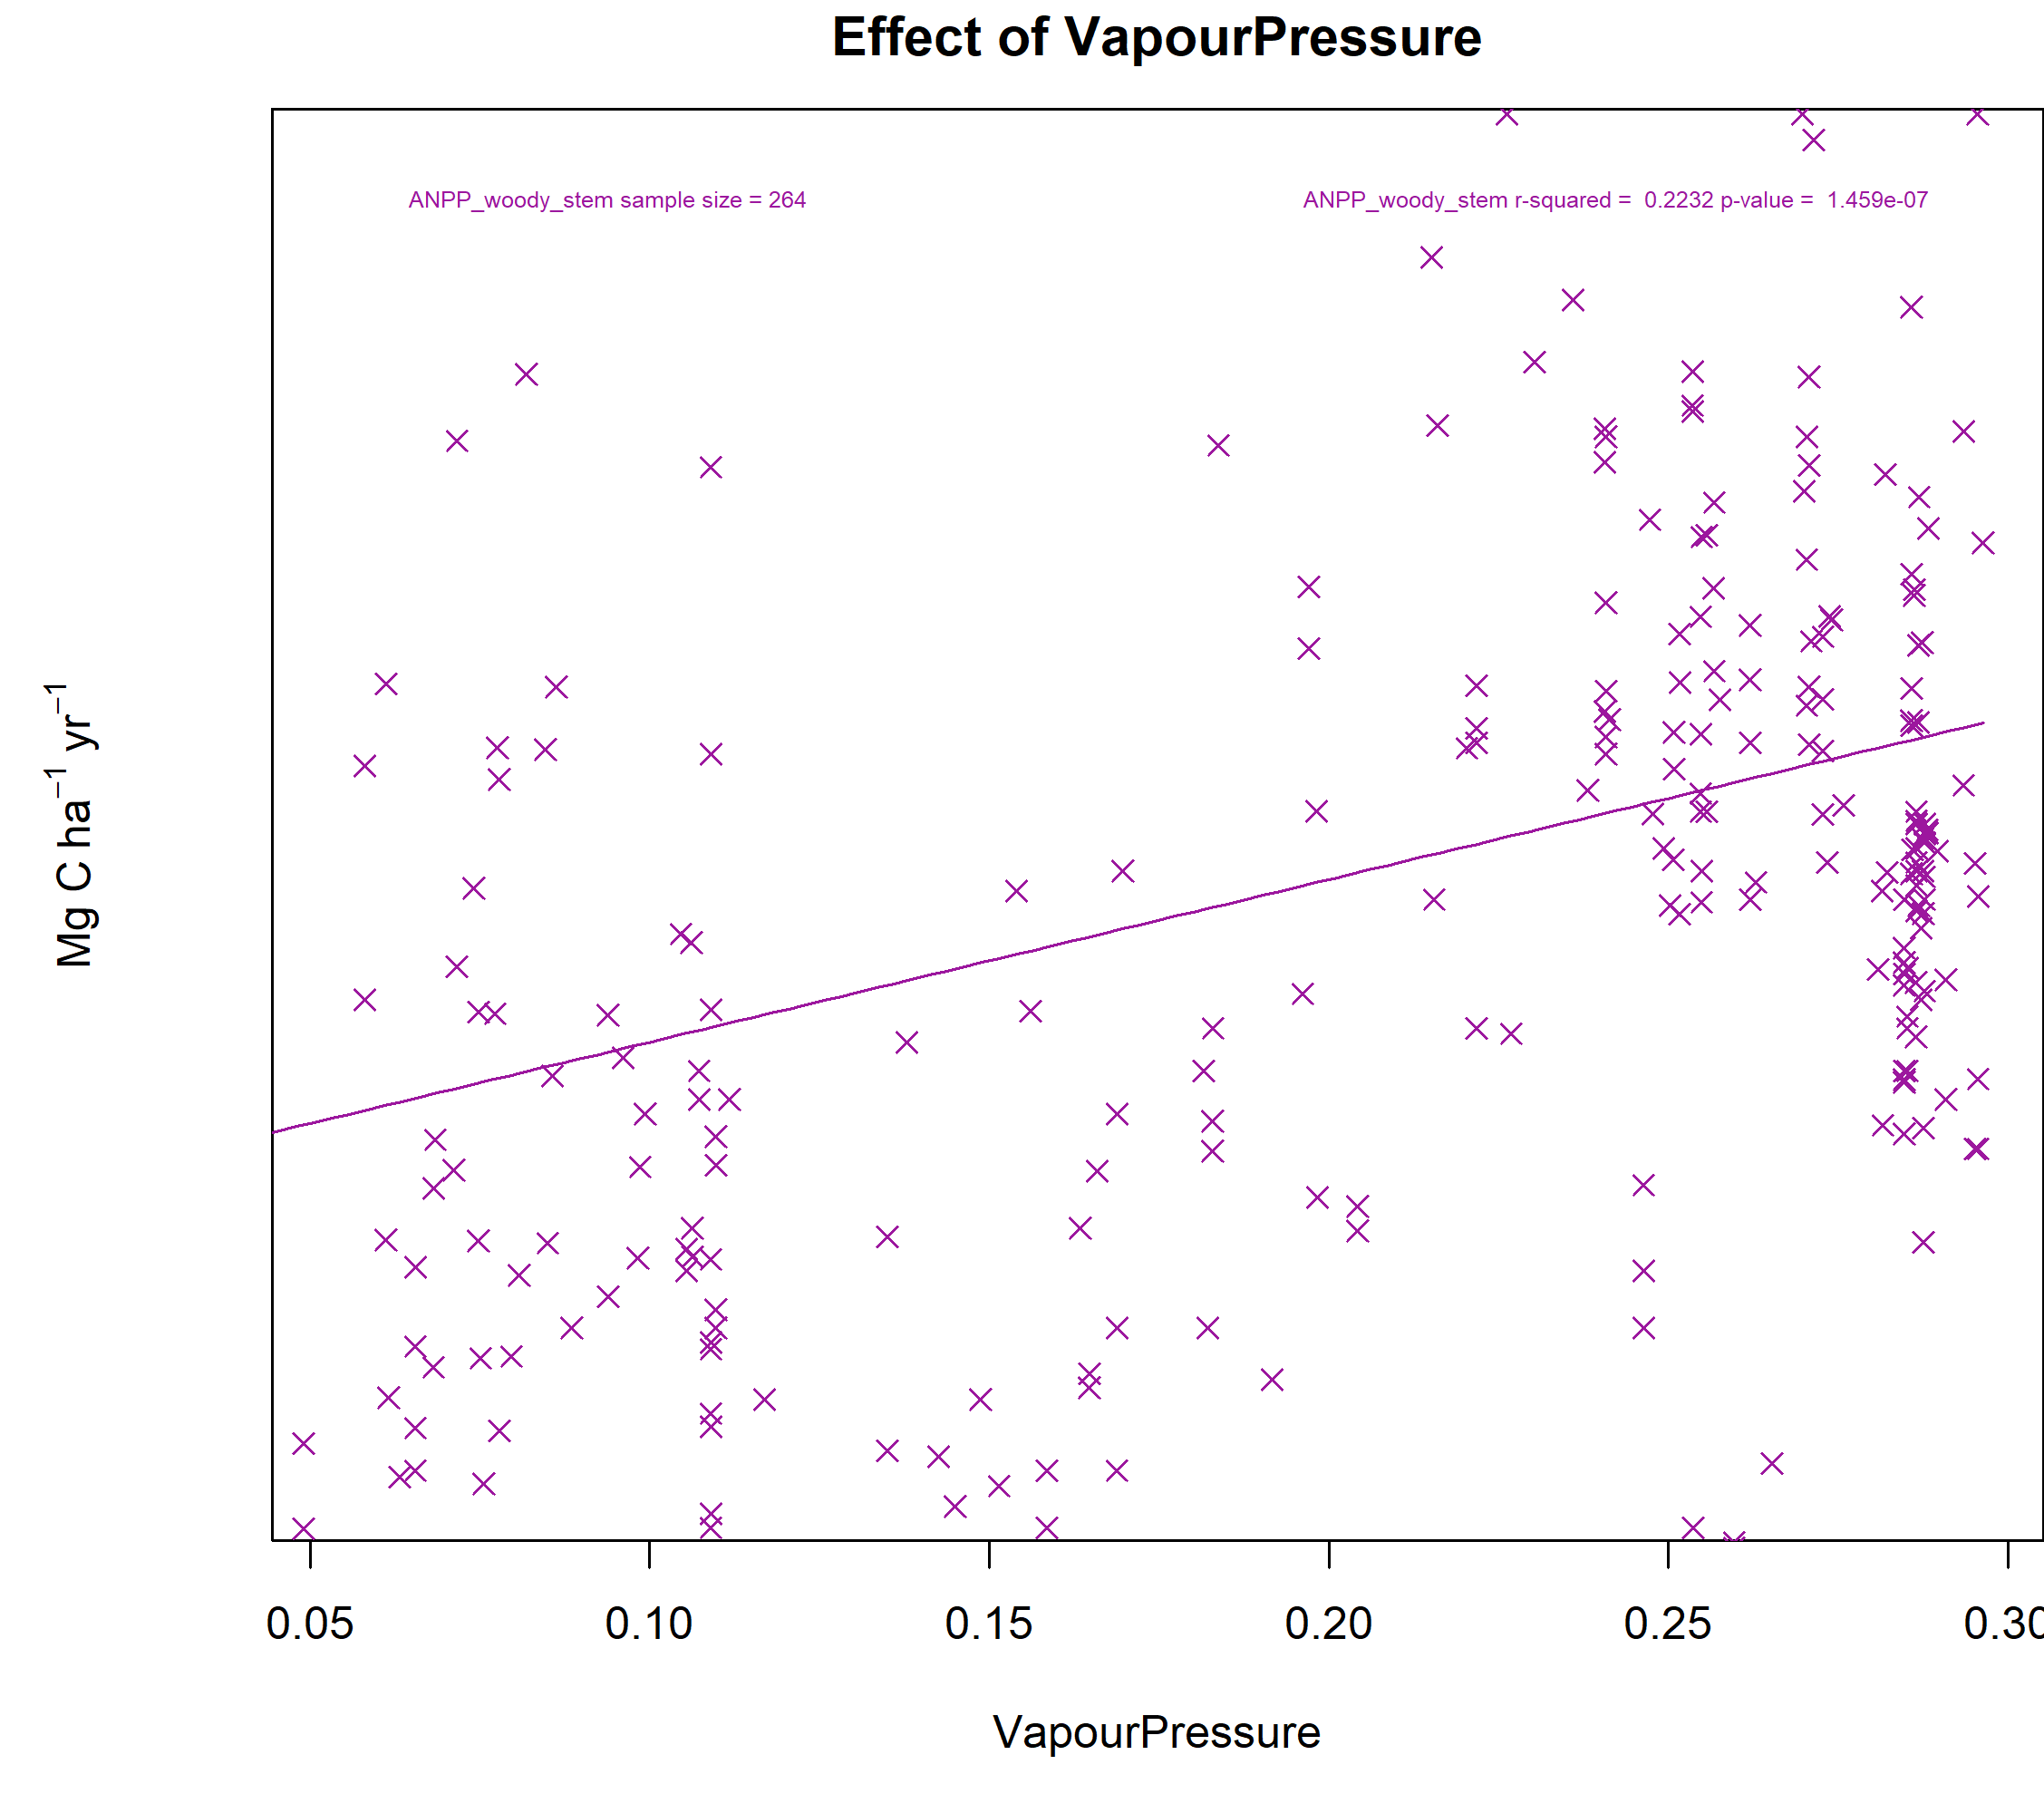 Effect of VapourPressure
ANPP_woody_stem sample size = 264
ANPP_woody_stem r-squared =  0.2232 p-value =  1.459e-07
Mg C ha⁻¹ yr⁻¹
0.05 0.10 0.15 0.20 0.25 0.30
VapourPressure